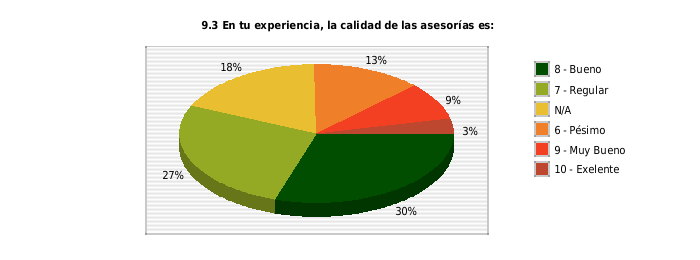 9.3 En tu experiencia, la calidad de las asesorías es:
18%
13%
9%
3%
27%
30%
8 - Bueno
7 - Regular
N/A
6 - Pésimo
9 - Muy Bueno
10 - Exelente